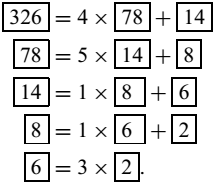 326 = 4 × 78 + 14
78 = 5 × 14 + 8
14 = 1 × 8 + 6
8 = 1 × 6 + 2
6 = 3 × 2.